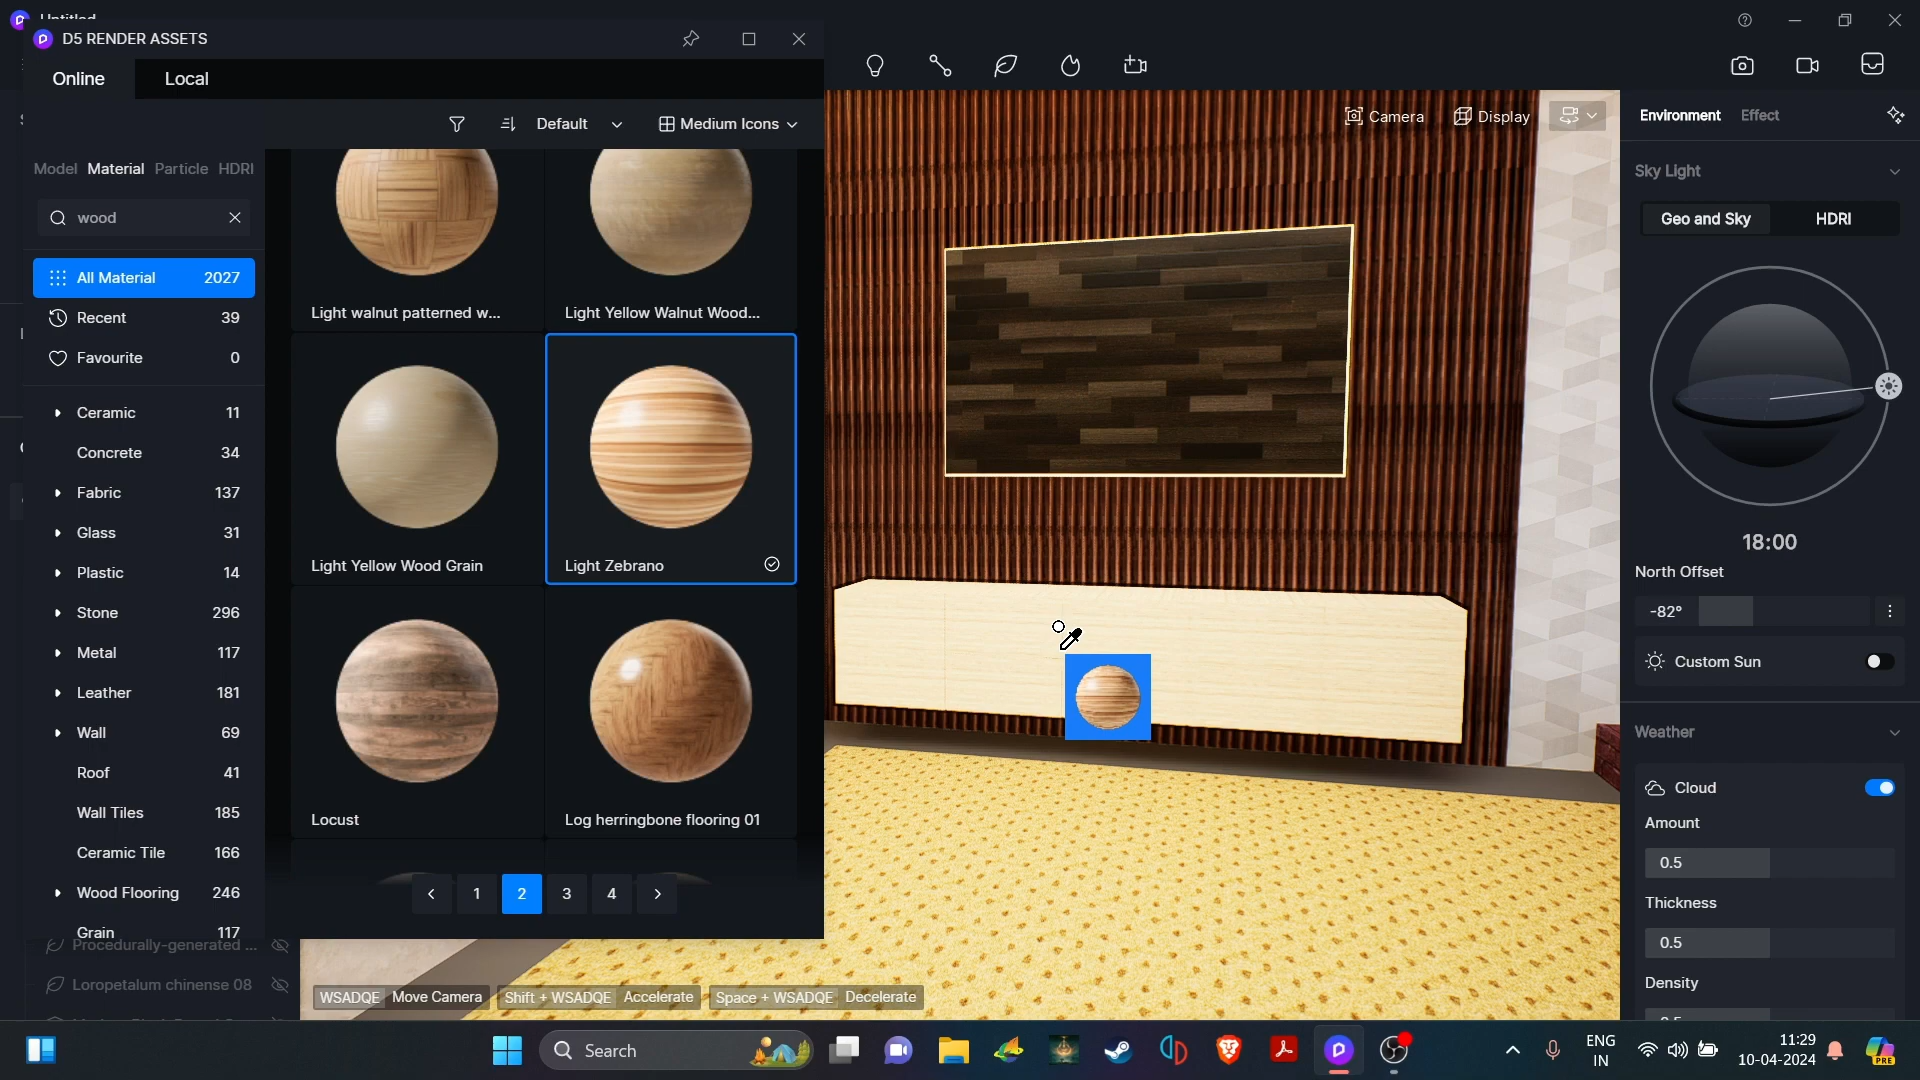 Untitled
D5 RENDER ASSETS
Online
Local
Default
Medium Icons
Camera
Display
Environment
Effect
Model
Material
Particle
HDRI
wood
Sky Light
Geo and Sky
HDRI
All Material 2027
Recent 39
Favourite 0
Light walnut patterned w...
Light Yellow Walnut Wood...
Ceramic 11
Concrete 34
Fabric 137
Glass 31
Plastic 14
Stone 296
Metal 117
Leather 181
Wall 69
Roof 41
Wall Tiles 185
Ceramic Tile 166
Wood Flooring 246
Grain 117
Light Yellow Wood Grain
Light Zebrano
Locust
Log herringbone flooring 01
1 2 3 4
18:00
North Offset
-82°
Custom Sun
Weather
Cloud
Amount
0.5
Thickness
0.5
Density
Procedurally-generated ...
Loropetalum chinense 08
WSADQE Move Camera
Shift + WSADQE Accelerate
Space + WSADQE Decelerate
Search
ENG
IN
11:29
10-04-2024
PRE